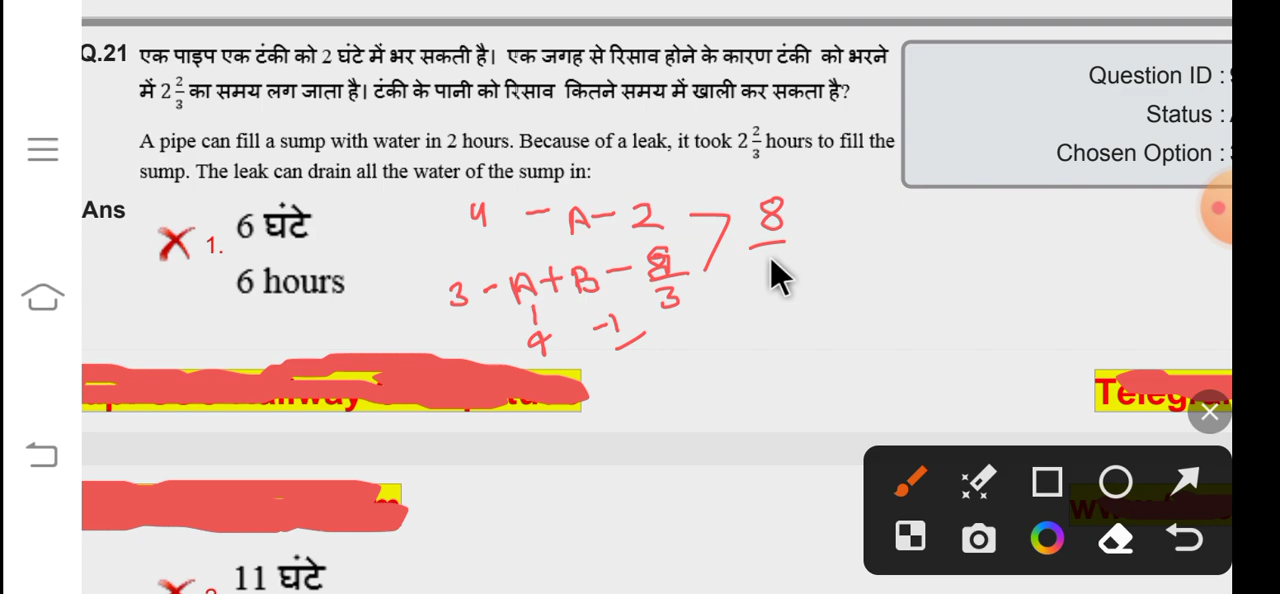 Q.21 एक पाइप एक टंकी को 2 घंटे में भर सकती है। एक जगह से रिसाव होने के कारण टंकी को भरने
में 2 2/3 का समय लग जाता है। टंकी के पानी को रिसाव कितने समय में खाली कर सकता है?
A pipe can fill a sump with water in 2 hours. Because of a leak, it took 2 2/3 hours to fill the
sump. The leak can drain all the water of the sump in:
Question ID :
Status :
Chosen Option :
Ans
1. 6 घंटे
6 hours
4 - A - 2
8
3 - A + B - 8/3
4 -1
11 घंटे